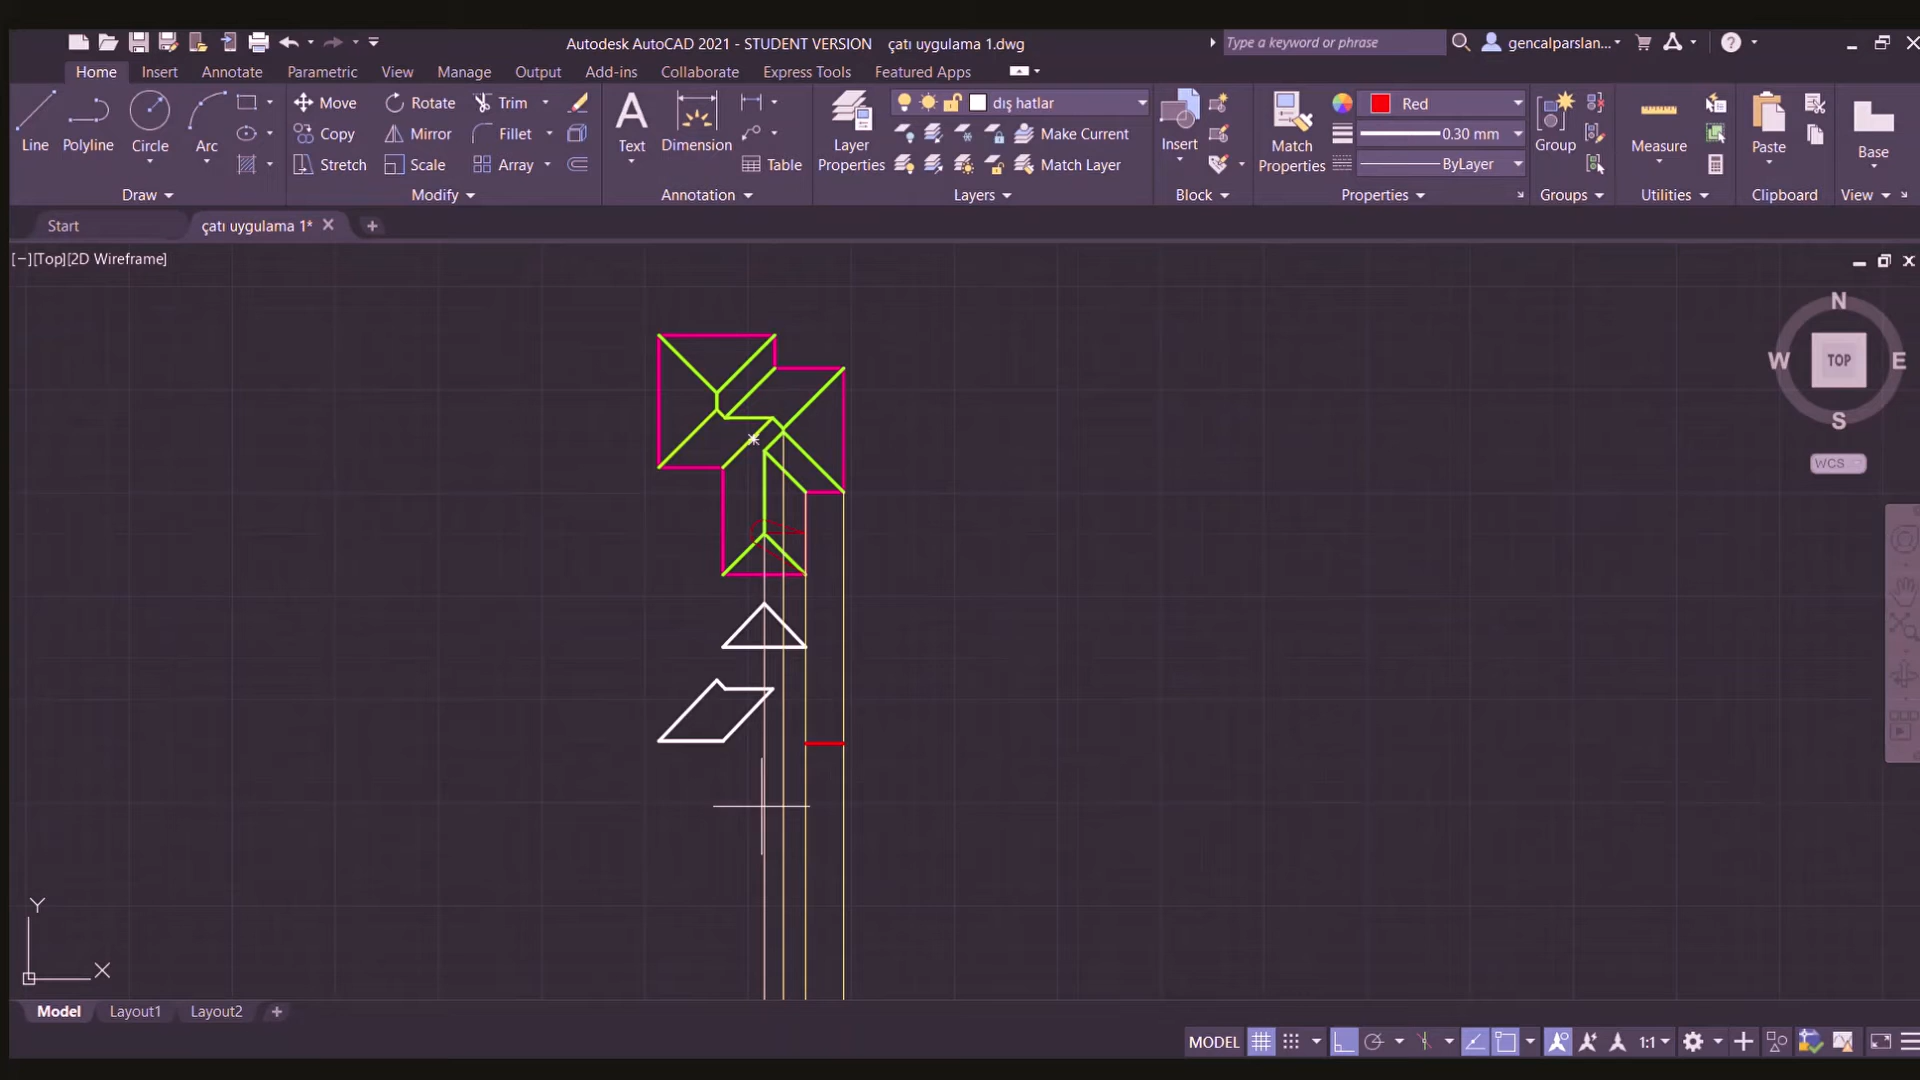 Autodesk AutoCAD 2021 - STUDENT VERSION çatı uygulama 1.dwg Type a keyword or phrase gencalparslan...
Home Insert Annotate Parametric View Manage Output Add-ins Collaborate Express Tools Featured Apps
Line Polyline Circle Arc
Move Rotate Trim
Copy Mirror Fillet
Stretch Scale Array
Text Dimension Table
Layer Properties
dış hatlar
Make Current
Match Layer
Insert
Match Properties
Red
0.30 mm
ByLayer
Group Measure Paste Base
Draw Modify Annotation Layers Block Properties Groups Utilities Clipboard View
Start çatı uygulama 1*
[−][Top][2D Wireframe]
N
W TOP E
S
WCS
Y
X
Model Layout1 Layout2
MODEL 1:1